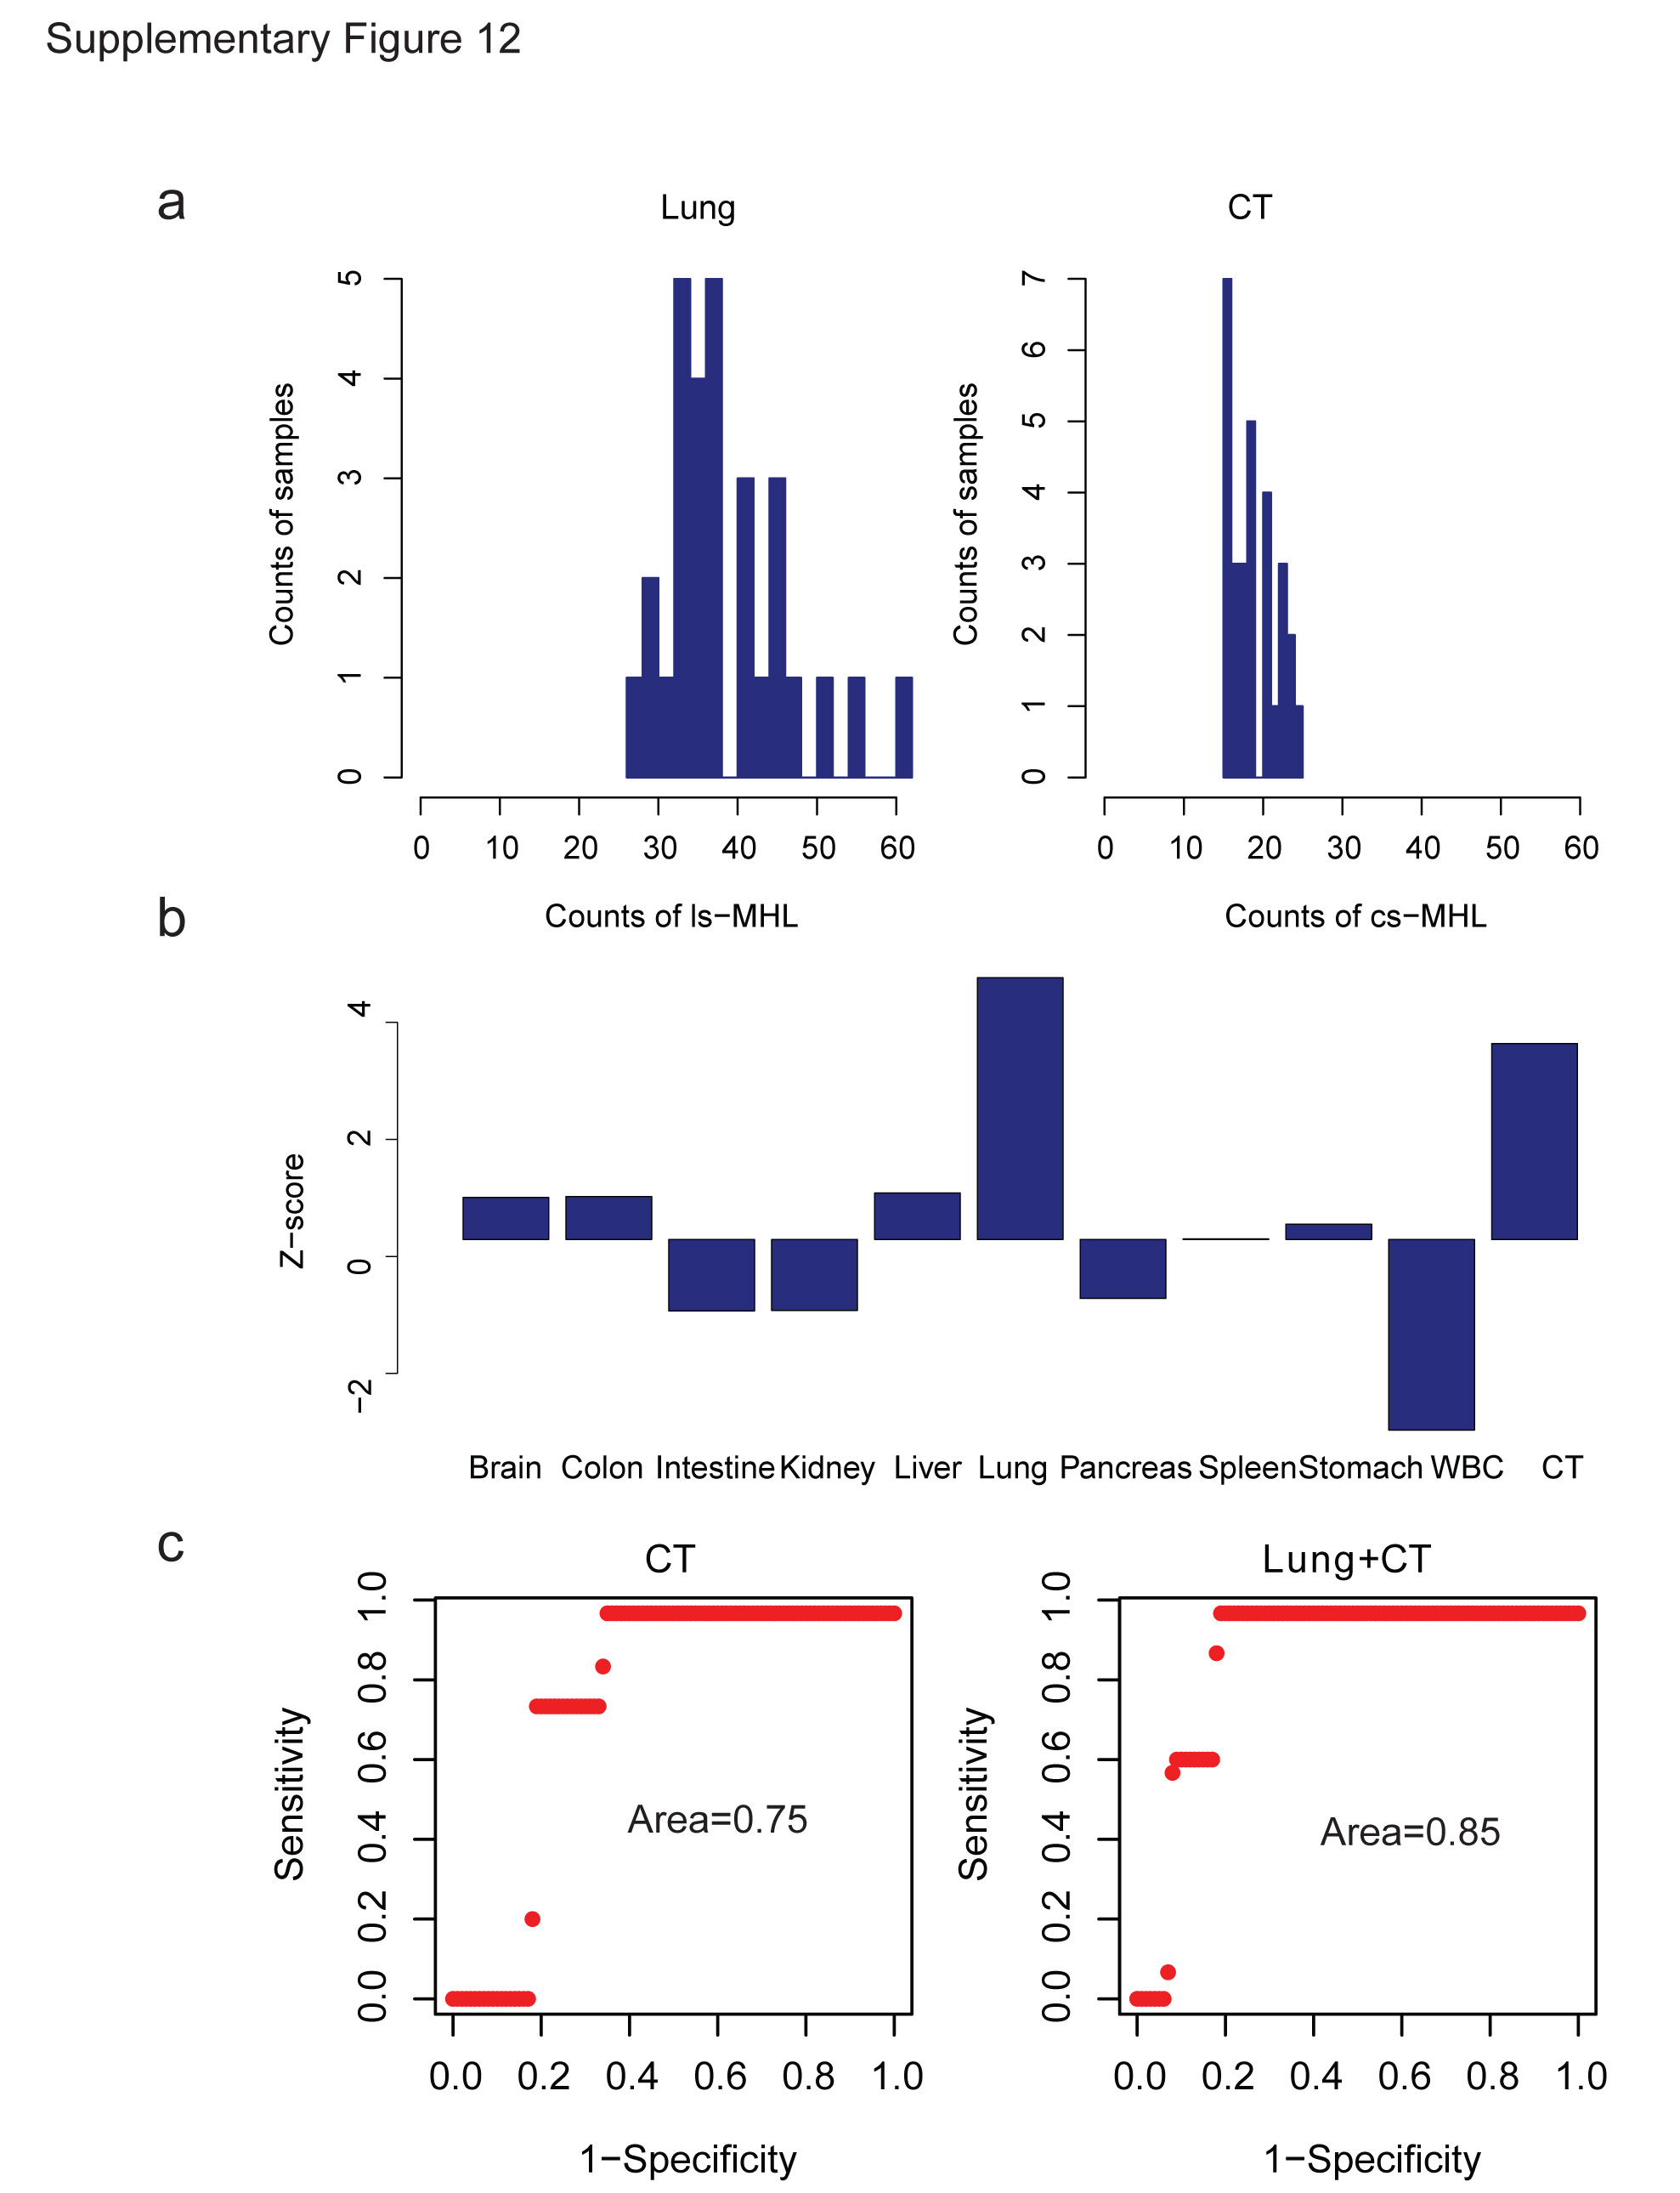 Supplementary Figure 12
a
Lung
CT
Counts of samples
0 1 2 3 4 5
0 10 20 30 40 50 60
Counts of ls−MHL
Counts of samples
0 1 2 3 4 5 6 7
0 10 20 30 40 50 60
Counts of cs−MHL
b
Z−score
−2 0 2 4
Brain Colon Intestine Kidney Liver Lung Pancreas Spleen Stomach WBC CT
c
CT
Sensitivity
0.0 0.2 0.4 0.6 0.8 1.0
Area=0.75
0.0 0.2 0.4 0.6 0.8 1.0
1−Specificity
Lung+CT
Sensitivity
0.0 0.2 0.4 0.6 0.8 1.0
Area=0.85
0.0 0.2 0.4 0.6 0.8 1.0
1−Specificity